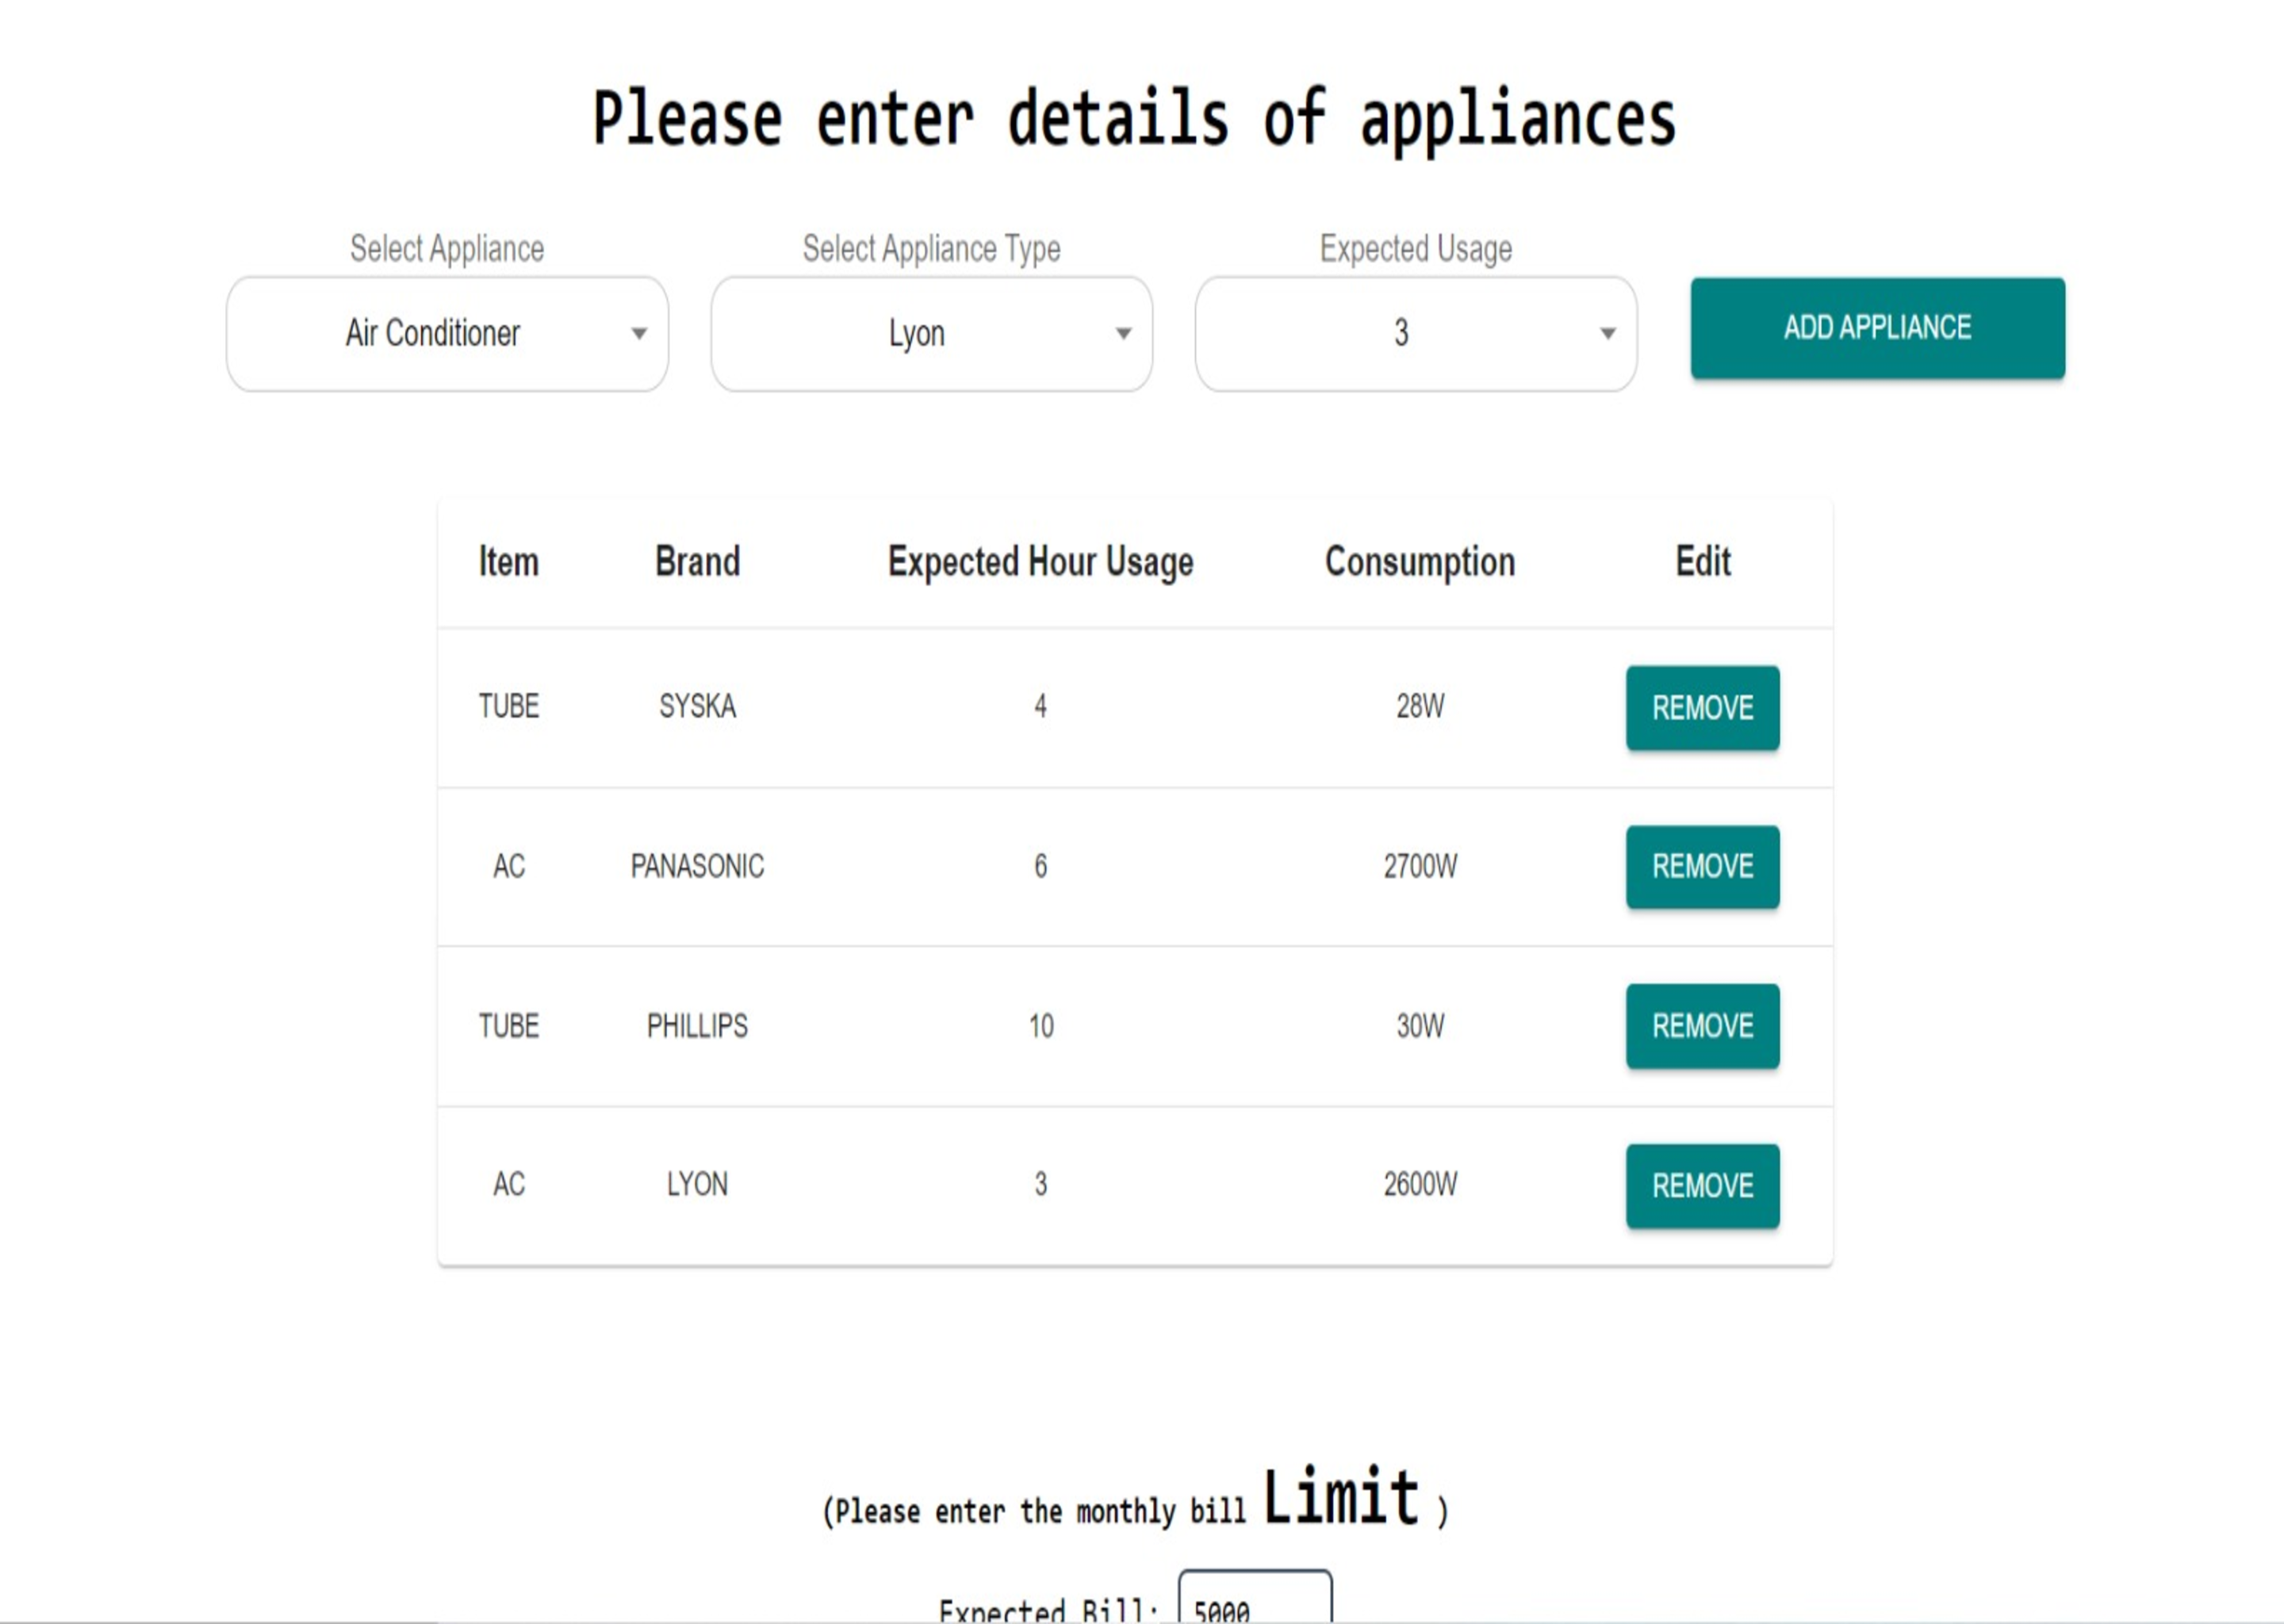 Please enter details of appliances
Select Appliance Select Appliance Type Expected Usage
Air Conditioner Lyon 3 ADD APPLIANCE
Item Brand Expected Hour Usage Consumption Edit
TUBE SYSKA 4 28W REMOVE
AC PANASONIC 6 2700W REMOVE
TUBE PHILLIPS 10 30W REMOVE
AC LYON 3 2600W REMOVE
(Please enter the monthly bill Limit )
Expected Bill: 5000